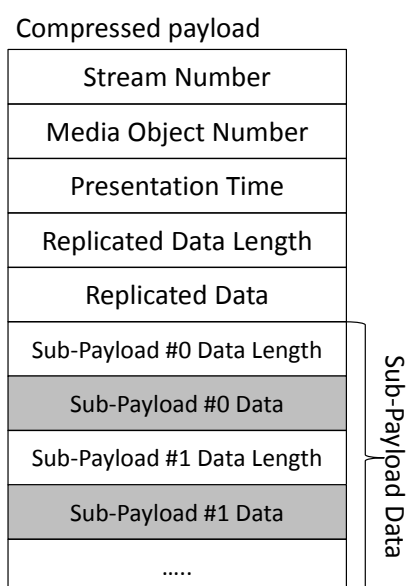 Compressed payload
Stream Number
Media Object Number
Presentation Time
Replicated Data Length
Replicated Data
Sub-Payload #0 Data Length
Sub-Payload #0 Data
Sub-Payload #1 Data Length
Sub-Payload #1 Data
.....
Sub-Payload Data